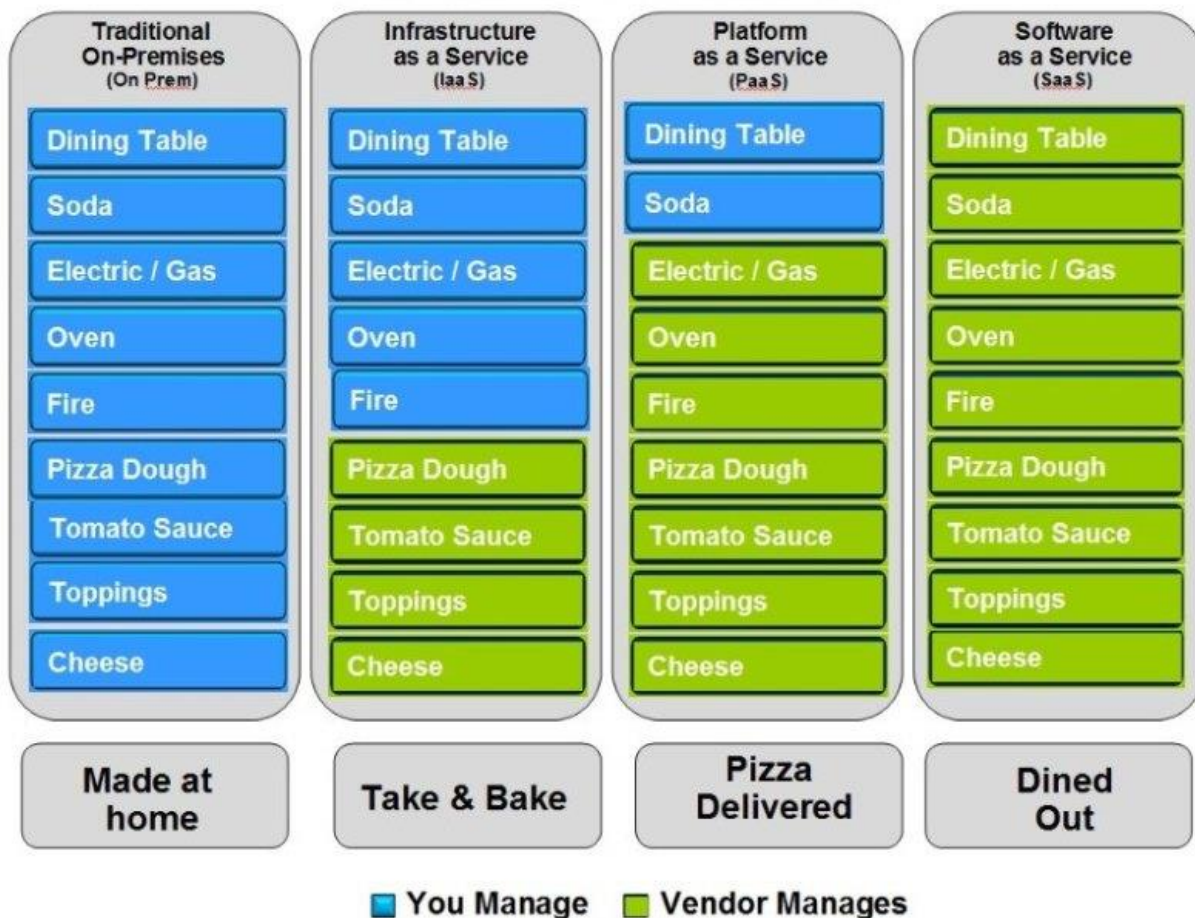 Traditional
On-Premises
(On Prem)
Dining Table
Soda
Electric / Gas
Oven
Fire
Pizza Dough
Tomato Sauce
Toppings
Cheese
Made at
home
Infrastructure
as a Service
(IaaS)
Dining Table
Soda
Electric / Gas
Oven
Fire
Pizza Dough
Tomato Sauce
Toppings
Cheese
Take & Bake
Platform
as a Service
(PaaS)
Dining Table
Soda
Electric / Gas
Oven
Fire
Pizza Dough
Tomato Sauce
Toppings
Cheese
Pizza
Delivered
Software
as a Service
(SaaS)
Dining Table
Soda
Electric / Gas
Oven
Fire
Pizza Dough
Tomato Sauce
Toppings
Cheese
Dined
Out
You Manage
Vendor Manages